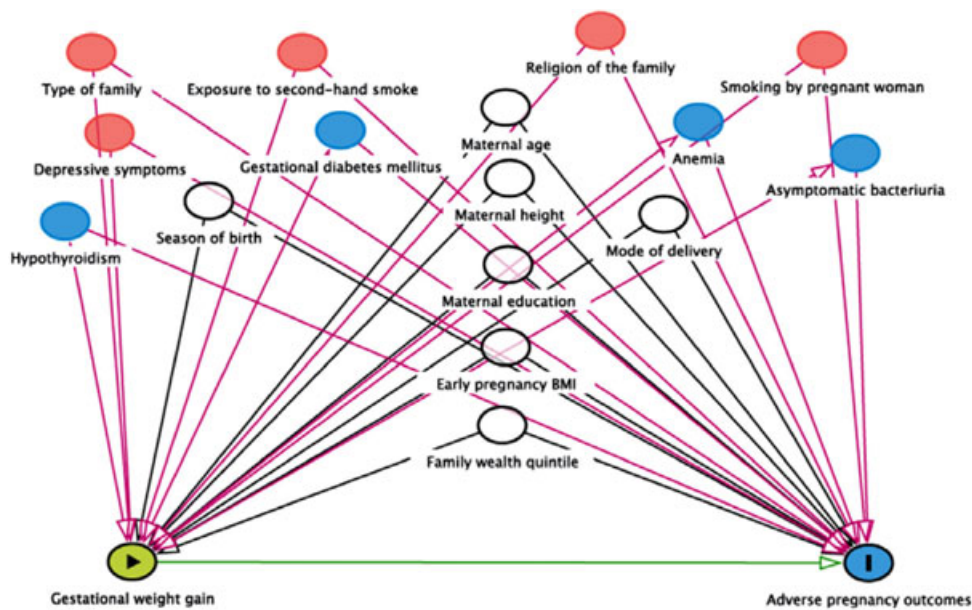 Type of family
Exposure to second-hand smoke
Religion of the family
Smoking by pregnant woman
Depressive symptoms
Gestational diabetes mellitus
Maternal age
Anemia
Asymptomatic bacteriuria
Hypothyroidism
Season of birth
Maternal height
Mode of delivery
Maternal education
Early pregnancy BMI
Family wealth quintile
Gestational weight gain
Adverse pregnancy outcomes